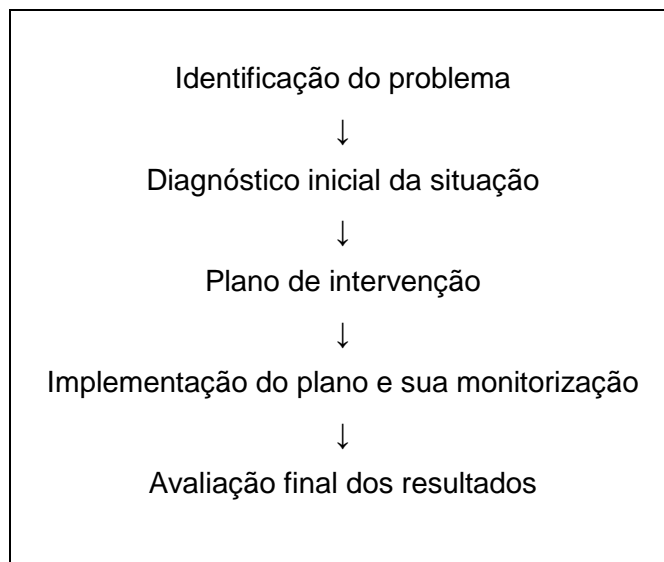 Identificação do problema
↓
Diagnóstico inicial da situação
↓
Plano de intervenção
↓
Implementação do plano e sua monitorização
↓
Avaliação final dos resultados